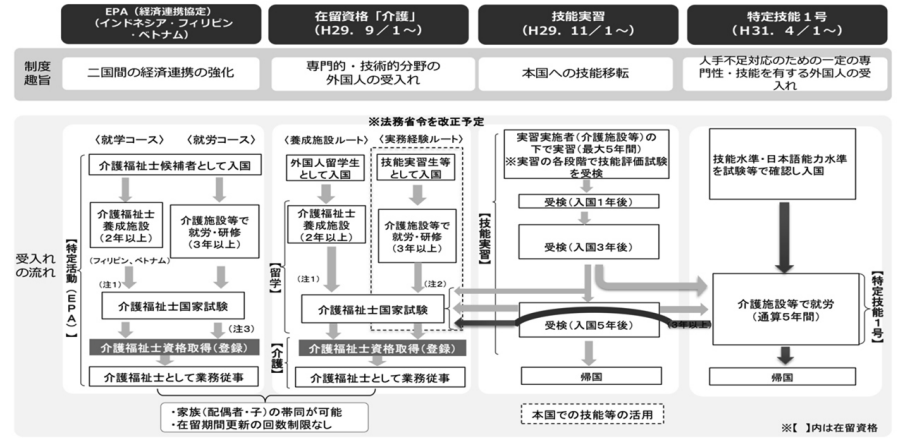 EPA(経済連携協定)
(インドネシア・フィリピン
・ベトナム)
在留資格「介護」
(H29. 9/1~)
技能実習
(H29. 11/1~)
特定技能1号
(H31. 4/1~)
制度
趣旨
二国間の経済連携の強化
専門的・技術的分野の
外国人の受入れ
本国への技能移転
人手不足対応のための一定の専
門性・技能を有する外国人の受
入れ
受入れ
の流れ
【特定活動(EPA)】
〈就学コース〉
〈就労コース〉
介護福祉士候補者として入国
介護福祉士
養成施設
(2年以上)
介護施設等で
就労・研修
(3年以上)
(フィリピン、ベトナム)
(注1)
介護福祉士国家試験
(注3)
介護福祉士資格取得(登録)
介護福祉士として業務従事
・家族(配偶者・子)の帯同が可能
・在留期間更新の回数制限なし
※法務省令を改正予定
〈養成施設ルート〉
〈実務経験ルート〉
外国人留学生
として入国
技能実習生等
として入国
【留学】
介護福祉士
養成施設
(2年以上)
介護施設等で
就労・研修
(3年以上)
(注1)
(注2)
介護福祉士国家試験
【介護】
介護福祉士資格取得(登録)
介護福祉士として業務従事
【技能実習】
実習実施者(介護施設等)の
下で実習(最大5年間)
※実習の各段階で技能評価試験
を受検
受検(入国1年後)
受検(入国3年後)
受検(入国5年後)
帰国
本国での技能等の活用
技能水準・日本語能力水準
を試験等で確認し入国
介護施設等で就労
(通算5年間)
(3年以上)
【特定技能1号】
帰国
※【 】内は在留資格